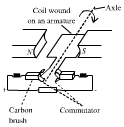 Axle
Coil wound
on an armature
N
S
+
Carbon
brush
Commutator